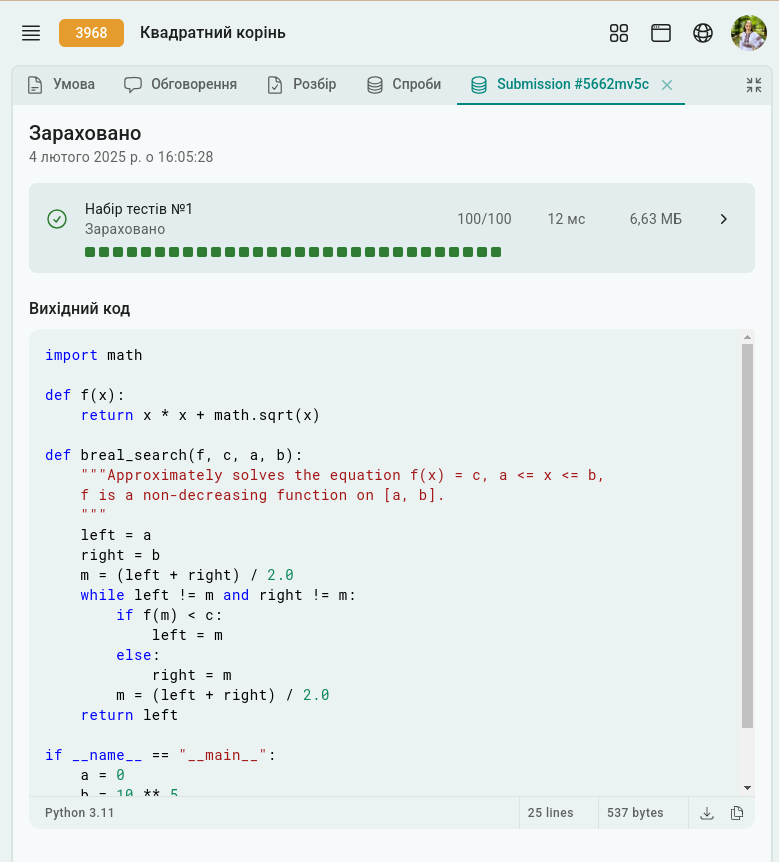 3968 Квадратний корінь
Умова Обговорення Розбір Спроби Submission #5662mv5c
Зараховано
4 лютого 2025 р. о 16:05:28
Набір тестів №1
Зараховано
100/100 12 мс 6,63 МБ
Вихідний код
import math
def f(x):
    return x * x + math.sqrt(x)
def breal_search(f, c, a, b):
    """Approximately solves the equation f(x) = c, a <= x <= b,
    f is a non-decreasing function on [a, b].
    """
    left = a
    right = b
    m = (left + right) / 2.0
    while left != m and right != m:
        if f(m) < c:
            left = m
        else:
            right = m
        m = (left + right) / 2.0
    return left
if __name__ == "__main__":
    a = 0
    b = 10 ** 5
Python 3.11 25 lines 537 bytes